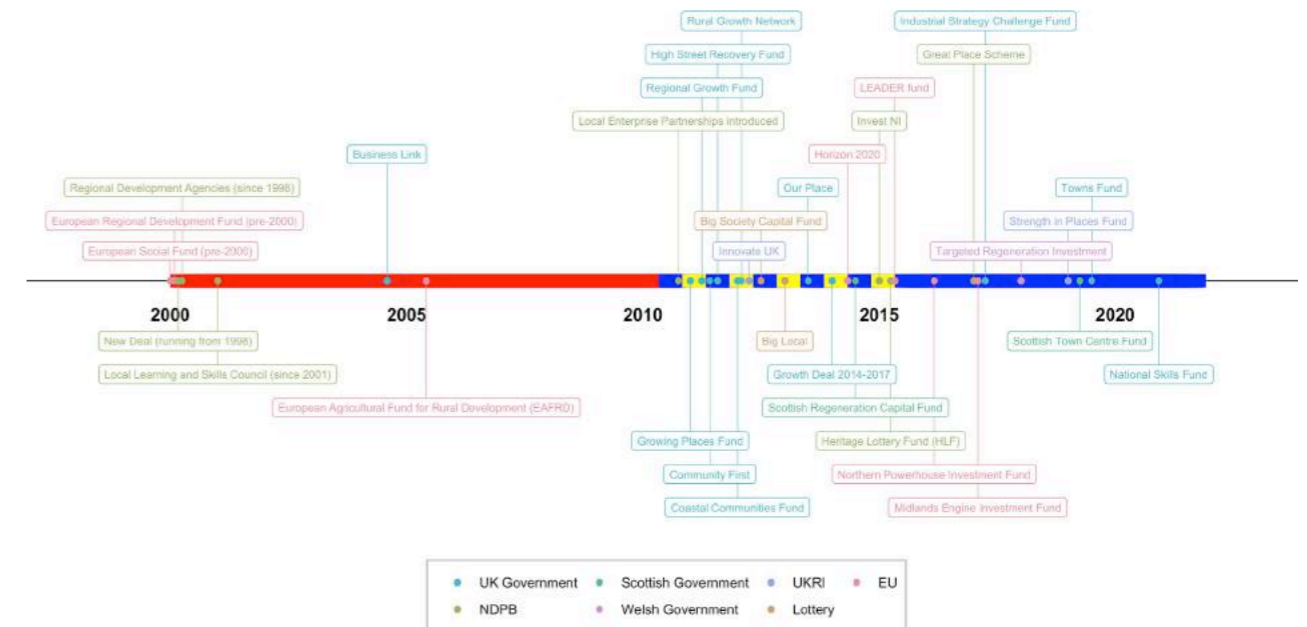 Rural Growth Network
Industrial Strategy Challenge Fund
High Street Recovery Fund
Great Place Scheme
Regional Growth Fund
LEADER fund
Local Enterprise Partnerships introduced
Invest NI
Business Link
Horizon 2020
Regional Development Agencies (since 1998)
Our Place
Towns Fund
European Regional Development Fund (pre-2000)
Big Society Capital Fund
Strength in Places Fund
European Social Fund (pre-2000)
Innovate UK
Targeted Regeneration Investment
2000
2005
2010
2015
2020
New Deal (running from 1998)
Big Local
Scottish Town Centre Fund
Local Learning and Skills Council (since 2001)
Growth Deal 2014-2017
National Skills Fund
European Agricultural Fund for Rural Development (EAFRD)
Scottish Regeneration Capital Fund
Growing Places Fund
Heritage Lottery Fund (HLF)
Community First
Northern Powerhouse Investment Fund
Coastal Communities Fund
Midlands Engine Investment Fund
UK Government
Scottish Government
UKRI
EU
NDPB
Welsh Government
Lottery